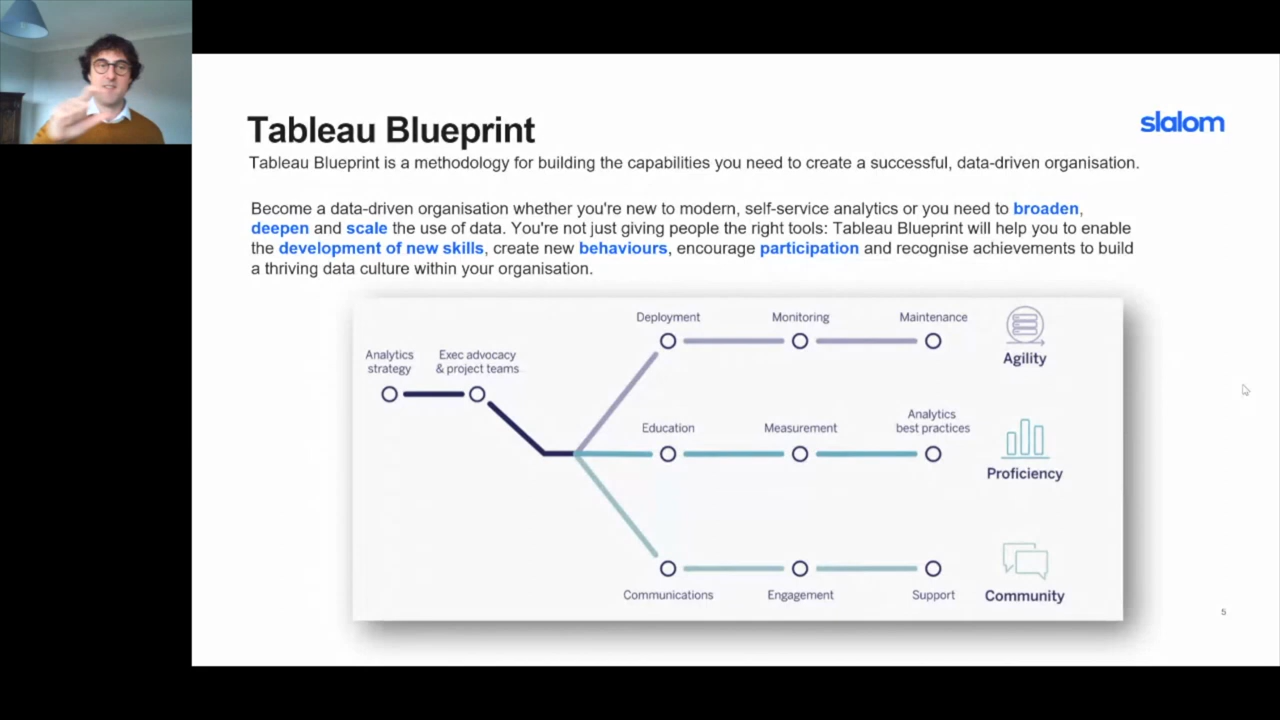 Tableau Blueprint
slalom
Tableau Blueprint is a methodology for building the capabilities you need to create a successful, data-driven organisation.
Become a data-driven organisation whether you're new to modern, self-service analytics or you need to broaden,
deepen and scale the use of data. You're not just giving people the right tools: Tableau Blueprint will help you to enable
the development of new skills, create new behaviours, encourage participation and recognise achievements to build
a thriving data culture within your organisation.
Analytics
strategy
Exec advocacy
& project teams
Deployment
Monitoring
Maintenance
Agility
Education
Measurement
Analytics
best practices
Proficiency
Communications
Engagement
Support
Community
5